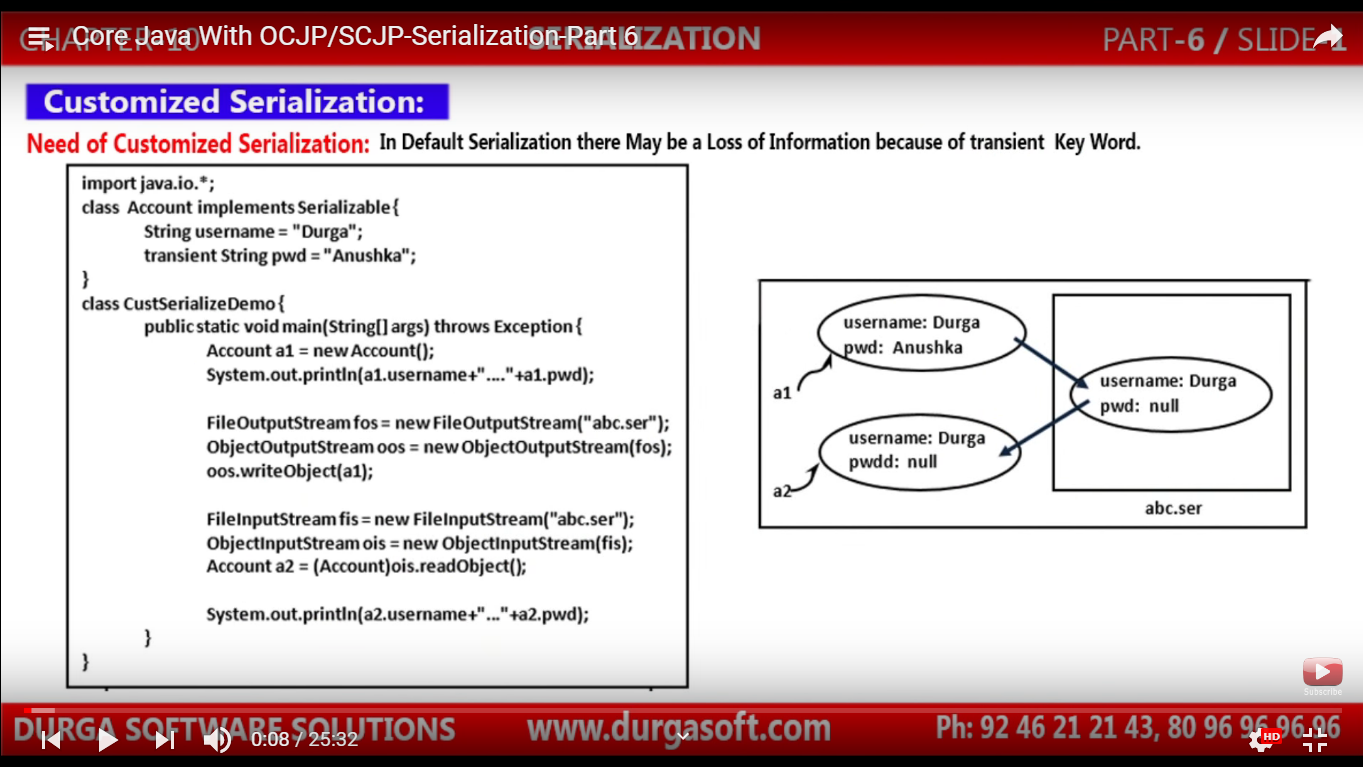 CHAPTER-10
Core Java With OCJP/SCJP-Serialization-Part 6
SERIALIZATION
PART-6 / SLIDE-1
Customized Serialization:
Need of Customized Serialization: In Default Serialization there May be a Loss of Information because of transient Key Word.
import java.io.*;
class Account implements Serializable{
String username = "Durga";
transient String pwd = "Anushka";
}
class CustSerializeDemo{
public static void main(String[] args) throws Exception{
Account a1 = new Account();
System.out.println(a1.username+"...."+a1.pwd);
FileOutputStream fos = new FileOutputStream("abc.ser");
ObjectOutputStream oos = new ObjectOutputStream(fos);
oos.writeObject(a1);
FileInputStream fis = new FileInputStream("abc.ser");
ObjectInputStream ois = new ObjectInputStream(fis);
Account a2 = (Account)ois.readObject();
System.out.println(a2.username+"..."+a2.pwd);
}
}
username: Durga
pwd: Anushka
a1
username: Durga
pwd: null
username: Durga
pwdd: null
a2
abc.ser
Subscribe
DURGA SOFTWARE SOLUTIONS
www.durgasoft.com
Ph: 92 46 21 21 43, 80 96 96 96 96
0:08 / 25:32
HD